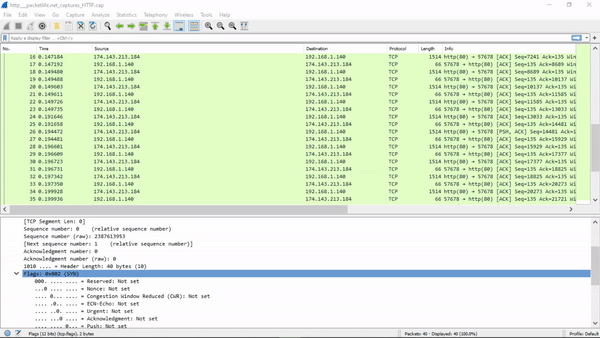 http__packetlife.net_captures_HTTP.cap
File Edit View Go Capture Analyze Statistics Telephony Wireless Tools Help
Apply a display filter ... <Ctrl-/>
No. Time Source Destination Protocol Length Info
16 0.147184 174.143.213.184 192.168.1.140 TCP 1514 http(80) → 57678 [ACK] Seq=7241 Ack=135 Win
17 0.147192 192.168.1.140 174.143.213.184 TCP 66 57678 → http(80) [ACK] Seq=135 Ack=8689 Win
18 0.149480 174.143.213.184 192.168.1.140 TCP 1514 http(80) → 57678 [ACK] Seq=8689 Ack=135 Win
19 0.149488 192.168.1.140 174.143.213.184 TCP 66 57678 → http(80) [ACK] Seq=135 Ack=10137 Wi
20 0.149603 174.143.213.184 192.168.1.140 TCP 1514 http(80) → 57678 [ACK] Seq=10137 Ack=135 Wi
21 0.149611 192.168.1.140 174.143.213.184 TCP 66 57678 → http(80) [ACK] Seq=135 Ack=11585 Wi
22 0.149726 174.143.213.184 192.168.1.140 TCP 1514 http(80) → 57678 [ACK] Seq=11585 Ack=135 Wi
23 0.149735 192.168.1.140 174.143.213.184 TCP 66 57678 → http(80) [ACK] Seq=135 Ack=13033 Wi
24 0.191646 174.143.213.184 192.168.1.140 TCP 1514 http(80) → 57678 [ACK] Seq=13033 Ack=135 Wi
25 0.191658 192.168.1.140 174.143.213.184 TCP 66 57678 → http(80) [ACK] Seq=135 Ack=14481 Wi
26 0.194472 174.143.213.184 192.168.1.140 TCP 1514 http(80) → 57678 [PSH, ACK] Seq=14481 Ack=1
27 0.194481 192.168.1.140 174.143.213.184 TCP 66 57678 → http(80) [ACK] Seq=135 Ack=15929 Wi
28 0.196601 174.143.213.184 192.168.1.140 TCP 1514 http(80) → 57678 [ACK] Seq=15929 Ack=135 Wi
29 0.196609 192.168.1.140 174.143.213.184 TCP 66 57678 → http(80) [ACK] Seq=135 Ack=17377 Wi
30 0.196723 174.143.213.184 192.168.1.140 TCP 1514 http(80) → 57678 [ACK] Seq=17377 Ack=135 Wi
31 0.196731 192.168.1.140 174.143.213.184 TCP 66 57678 → http(80) [ACK] Seq=135 Ack=18825 Wi
32 0.197342 174.143.213.184 192.168.1.140 TCP 1514 http(80) → 57678 [ACK] Seq=18825 Ack=135 Wi
33 0.197350 192.168.1.140 174.143.213.184 TCP 66 57678 → http(80) [ACK] Seq=135 Ack=20273 Wi
34 0.199928 174.143.213.184 192.168.1.140 TCP 1514 http(80) → 57678 [ACK] Seq=20273 Ack=135 Wi
35 0.199936 192.168.1.140 174.143.213.184 TCP 66 57678 → http(80) [ACK] Seq=135 Ack=21721 Wi
[TCP Segment Len: 0]
Sequence number: 0 (relative sequence number)
Sequence number (raw): 2387613953
[Next sequence number: 1 (relative sequence number)]
Acknowledgment number: 0
Acknowledgment number (raw): 0
1010 .... = Header Length: 40 bytes (10)
Flags: 0x002 (SYN)
000. .... .... = Reserved: Not set
...0 .... .... = Nonce: Not set
.... 0... .... = Congestion Window Reduced (CWR): Not set
.... .0.. .... = ECN-Echo: Not set
.... ..0. .... = Urgent: Not set
.... ...0 .... = Acknowledgment: Not set
.... .... 0... = Push: Not set
Flags (12 bits) (tcp.flags), 2 bytes
Packets: 40 · Displayed: 40 (100.0%)
Profile: Default